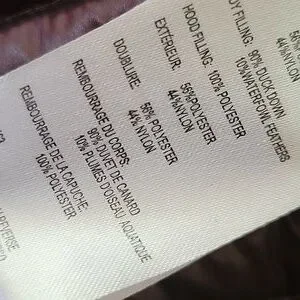 BODY FILLING: 90% DUCK DOWN
10%WATERFOWL FEATHERS
HOOD FILLING: 100% POLYESTER
EXTÉRIEUR:
56%POLYESTER
44%NYLON
DOUBLURE:
56% POLYESTER
44% NYLON
REMBOURRAGE DU CORPS:
90% DUVET DE CANARD
10% PLUMES D'OISEAU AQUATIQUE
REMBOURRAGE DE LA CAPUCHE:
100% POLYESTER